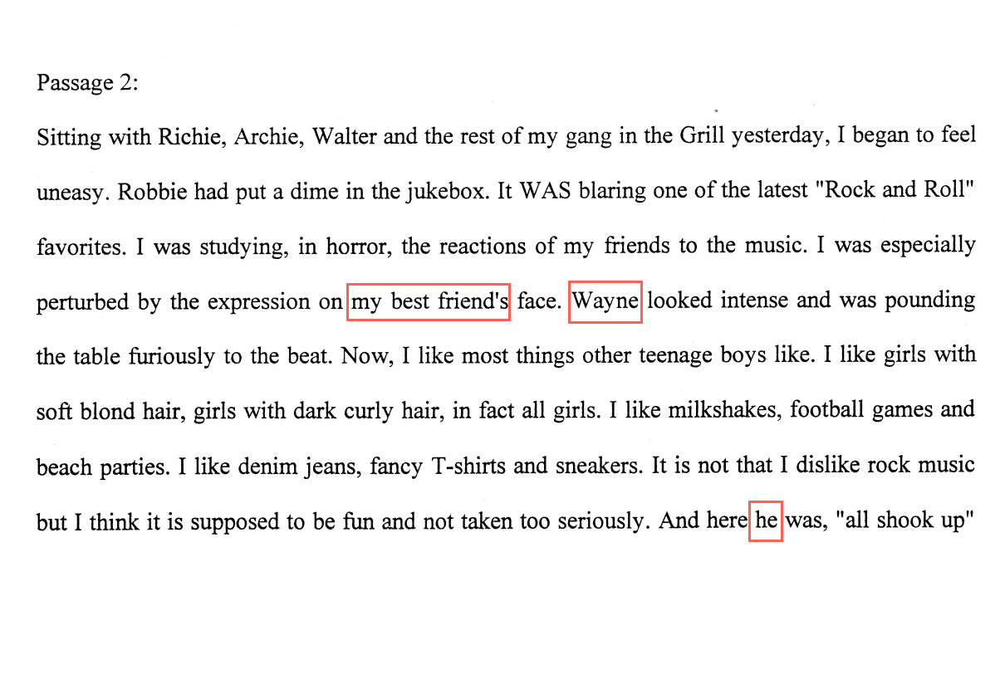 Passage 2:
Sitting with Richie, Archie, Walter and the rest of my gang in the Grill yesterday, I began to feel
uneasy. Robbie had put a dime in the jukebox. It WAS blaring one of the latest "Rock and Roll"
favorites. I was studying, in horror, the reactions of my friends to the music. I was especially
perturbed by the expression on my best friend's face. Wayne looked intense and was pounding
the table furiously to the beat. Now, I like most things other teenage boys like. I like girls with
soft blond hair, girls with dark curly hair, in fact all girls. I like milkshakes, football games and
beach parties. I like denim jeans, fancy T-shirts and sneakers. It is not that I dislike rock music
but I think it is supposed to be fun and not taken too seriously. And here he was, "all shook up"